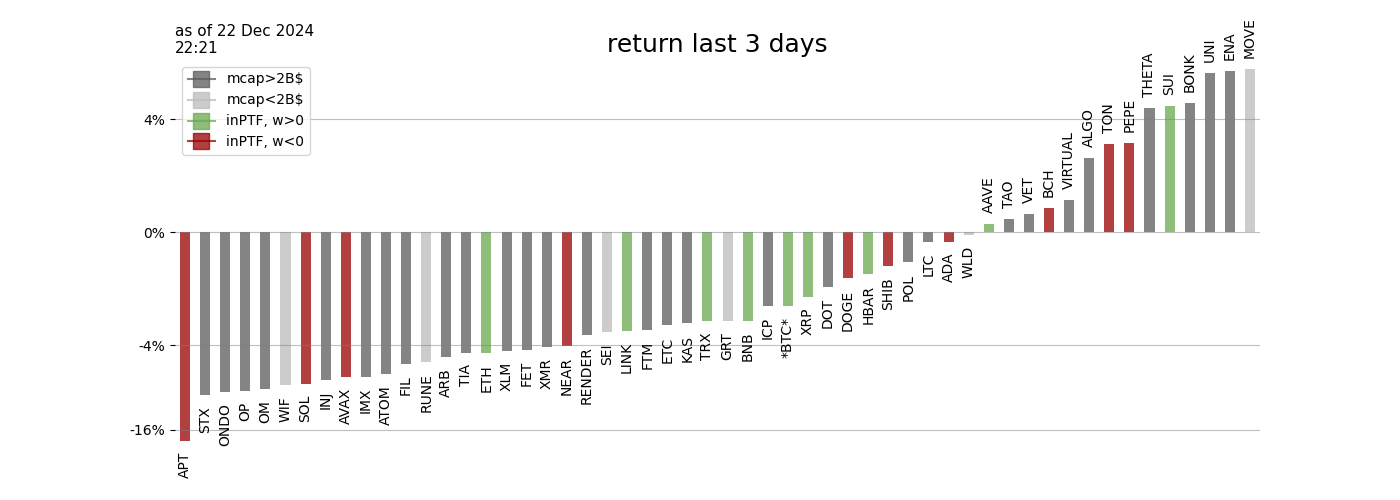 as of 22 Dec 2024
22:21
return last 3 days
mcap>2B$
mcap<2B$
inPTF, w>0
inPTF, w<0
4%
0%
-4%
-16%
APT
STX
ONDO
OP
OM
WIF
SOL
INJ
AVAX
IMX
ATOM
FIL
RUNE
ARB
TIA
ETH
XLM
FET
XMR
NEAR
RENDER
SEI
LINK
FTM
ETC
KAS
TRX
GRT
BNB
ICP
*BTC*
XRP
DOT
DOGE
HBAR
SHIB
POL
LTC
ADA
WLD
AAVE
TAO
VET
BCH
VIRTUAL
ALGO
TON
PEPE
THETA
SUI
BONK
UNI
ENA
MOVE